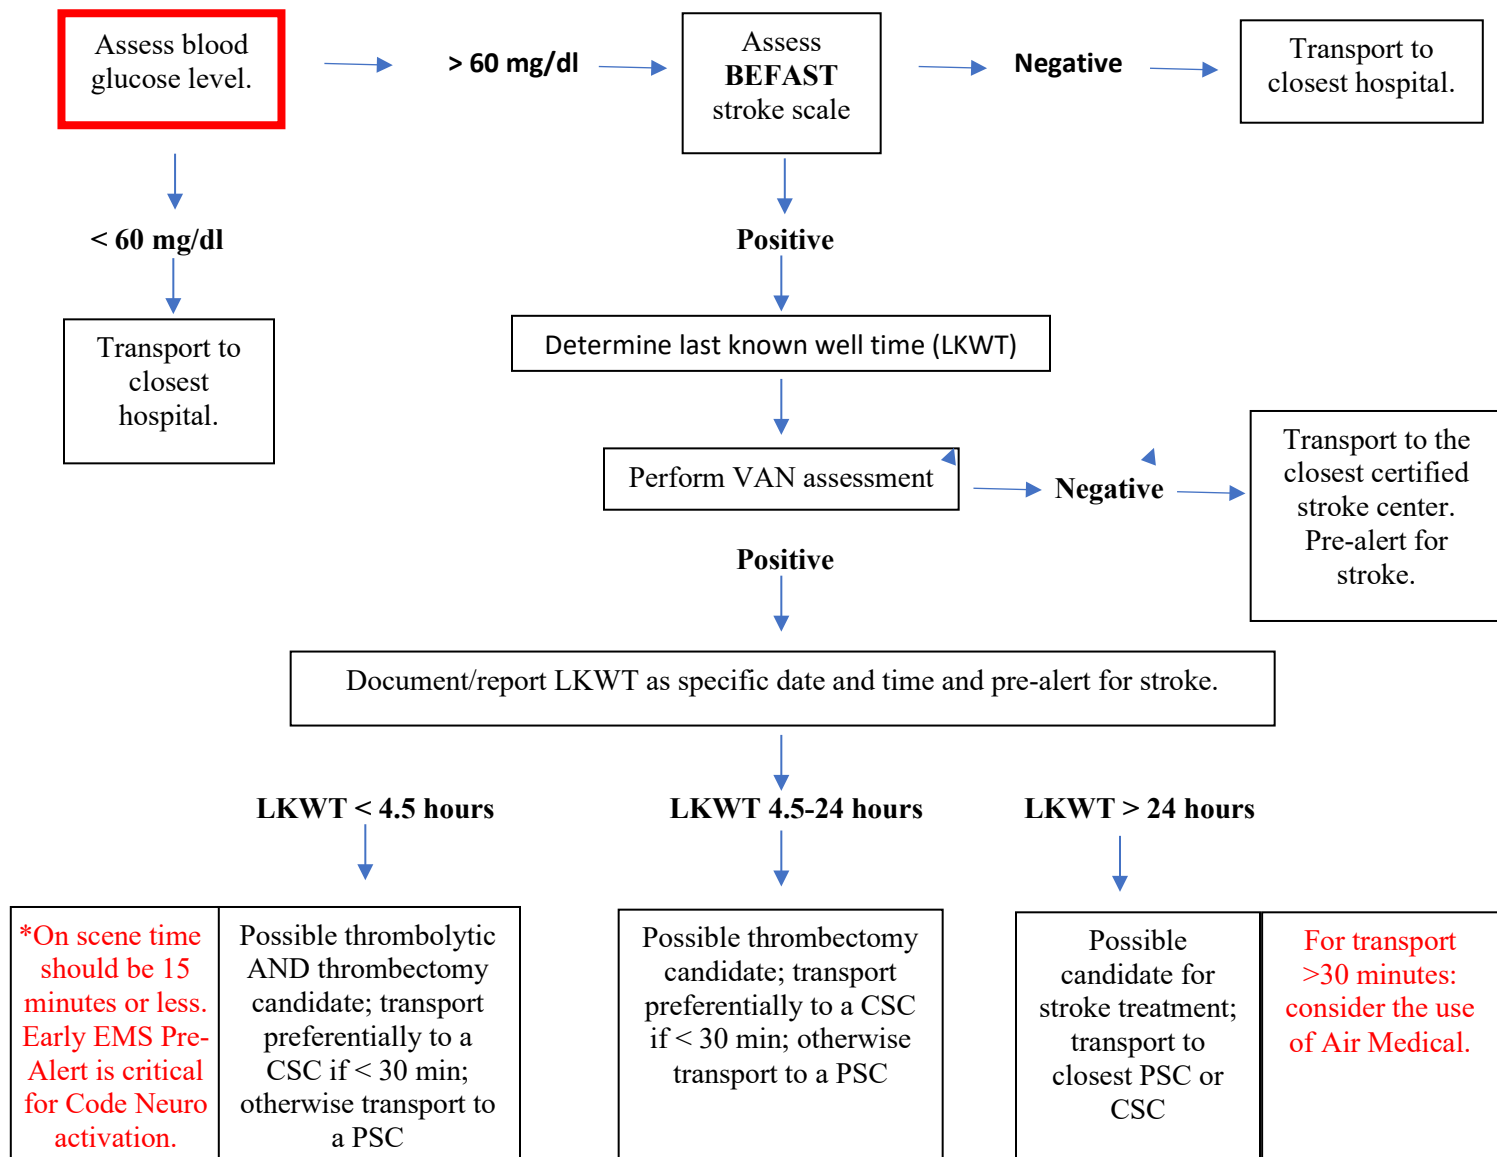 Assess blood
glucose level.
> 60 mg/dl
Assess
BEFAST
stroke scale
Negative
Transport to
closest hospital.
< 60 mg/dl
Positive
Transport to
closest
hospital.
Determine last known well time (LKWT)
Perform VAN assessment
Negative
Transport to the
closest certified
stroke center.
Pre-alert for
stroke.
Positive
Document/report LKWT as specific date and time and pre-alert for stroke.
LKWT < 4.5 hours
LKWT 4.5-24 hours
LKWT > 24 hours
*On scene time
should be 15
minutes or less.
Early EMS Pre-
Alert is critical
for Code Neuro
activation.
Possible thrombolytic
AND thrombectomy
candidate; transport
preferentially to a
CSC if < 30 min;
otherwise transport to
a PSC
Possible thrombectomy
candidate; transport
preferentially to a CSC
if < 30 min; otherwise
transport to a PSC
Possible
candidate for
stroke treatment;
transport to
closest PSC or
CSC
For transport
>30 minutes:
consider the use
of Air Medical.